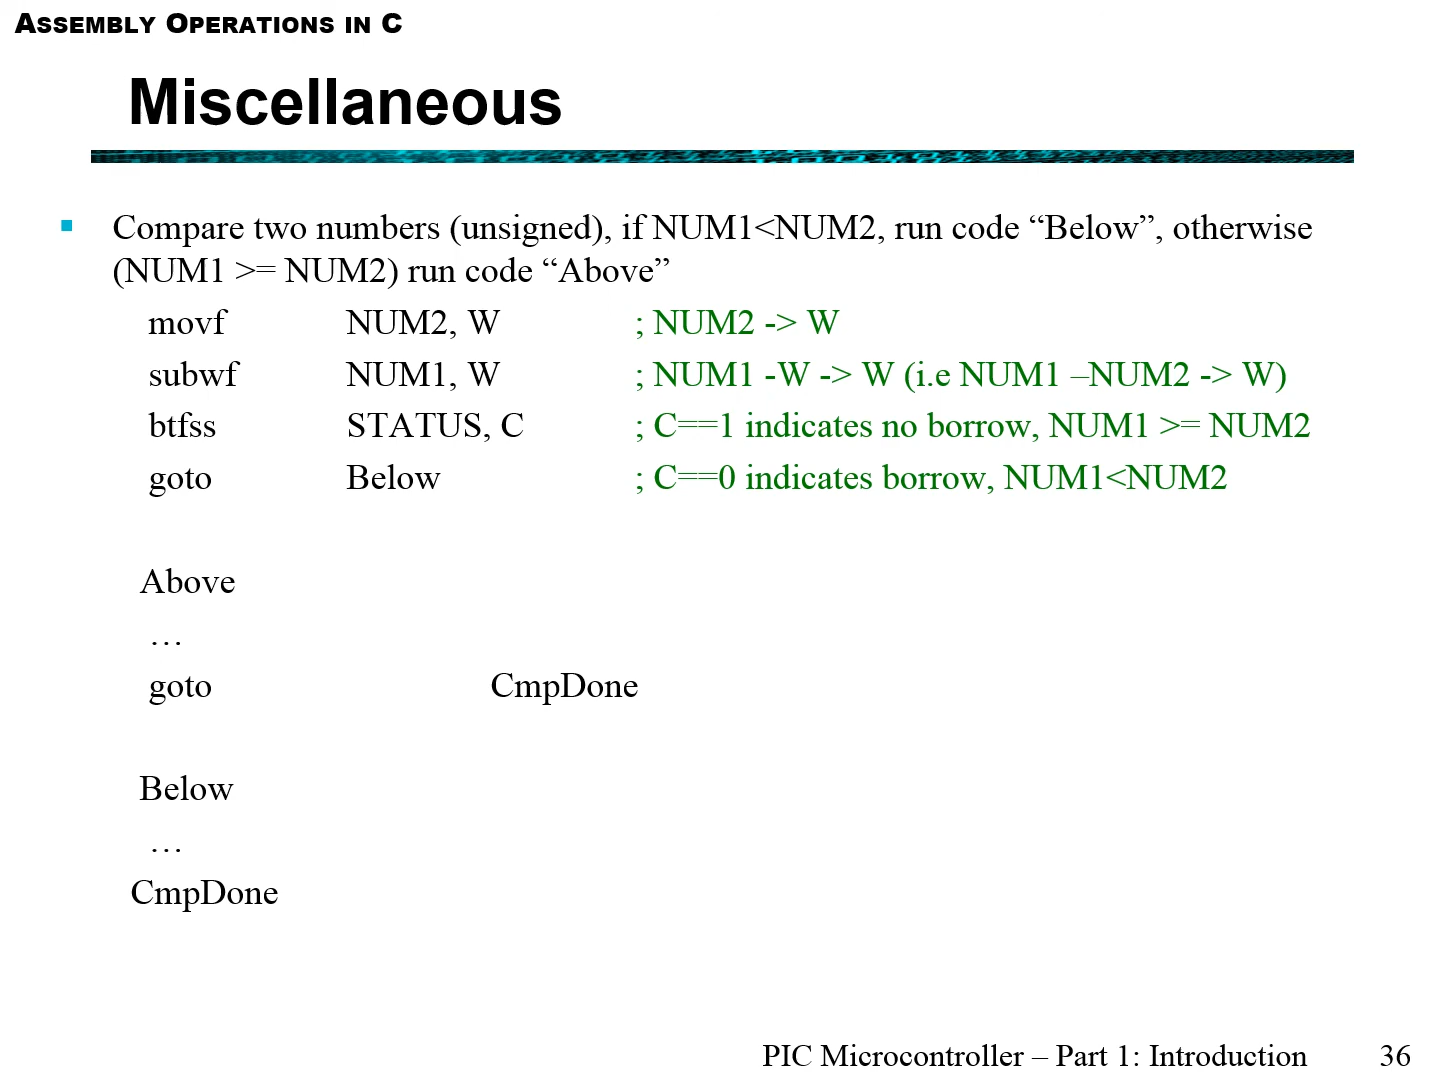 ASSEMBLY OPERATIONS IN C
Miscellaneous
▪ Compare two numbers (unsigned), if NUM1<NUM2, run code “Below”, otherwise
(NUM1 >= NUM2) run code “Above”
movf NUM2, W ; NUM2 -> W
subwf NUM1, W ; NUM1 -W -> W (i.e NUM1 –NUM2 -> W)
btfss STATUS, C ; C==1 indicates no borrow, NUM1 >= NUM2
goto Below ; C==0 indicates borrow, NUM1<NUM2
Above
…
goto CmpDone
Below
…
CmpDone
PIC Microcontroller – Part 1: Introduction 36